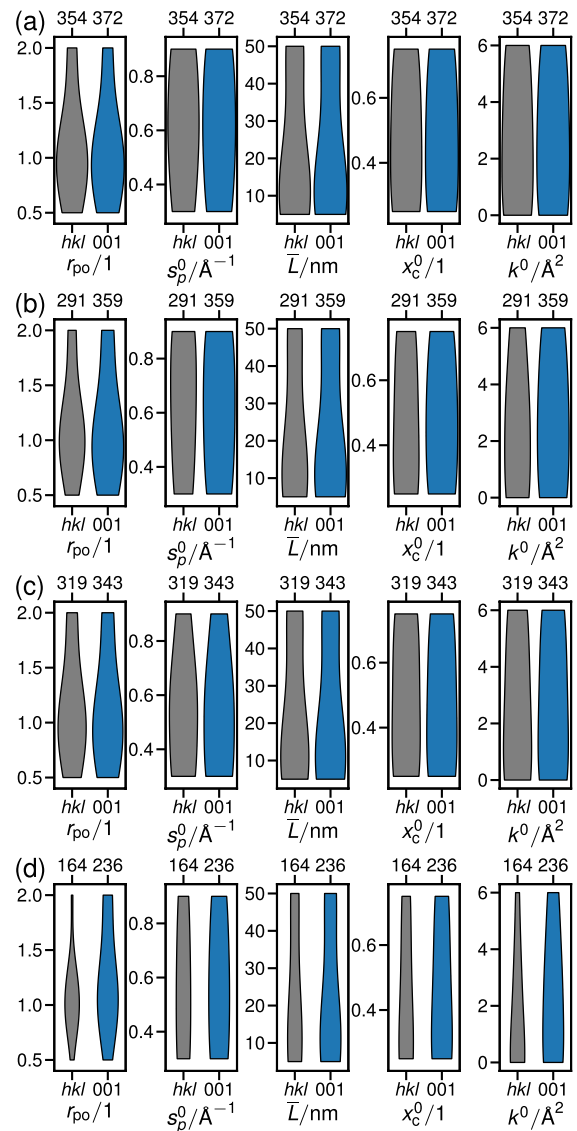 (a) 354 372 354 372 354 372 354 372 354 372
2.0 1.5 1.0 0.5 0.8 0.6 0.4 50 40 30 20 10 0.6 0.4 6 4 2 0
hkl 001 hkl 001 hkl 001 hkl 001 hkl 001
r_po/1 s_p^0/Å^−1 L̅/nm x_c^0/1 k^0/Å^2
(b) 291 359 291 359 291 359 291 359 291 359
2.0 1.5 1.0 0.5 0.8 0.6 0.4 50 40 30 20 10 0.6 0.4 6 4 2 0
hkl 001 hkl 001 hkl 001 hkl 001 hkl 001
r_po/1 s_p^0/Å^−1 L̅/nm x_c^0/1 k^0/Å^2
(c) 319 343 319 343 319 343 319 343 319 343
2.0 1.5 1.0 0.5 0.8 0.6 0.4 50 40 30 20 10 0.6 0.4 6 4 2 0
hkl 001 hkl 001 hkl 001 hkl 001 hkl 001
r_po/1 s_p^0/Å^−1 L̅/nm x_c^0/1 k^0/Å^2
(d) 164 236 164 236 164 236 164 236 164 236
2.0 1.5 1.0 0.5 0.8 0.6 0.4 50 40 30 20 10 0.6 0.4 6 4 2 0
hkl 001 hkl 001 hkl 001 hkl 001 hkl 001
r_po/1 s_p^0/Å^−1 L̅/nm x_c^0/1 k^0/Å^2